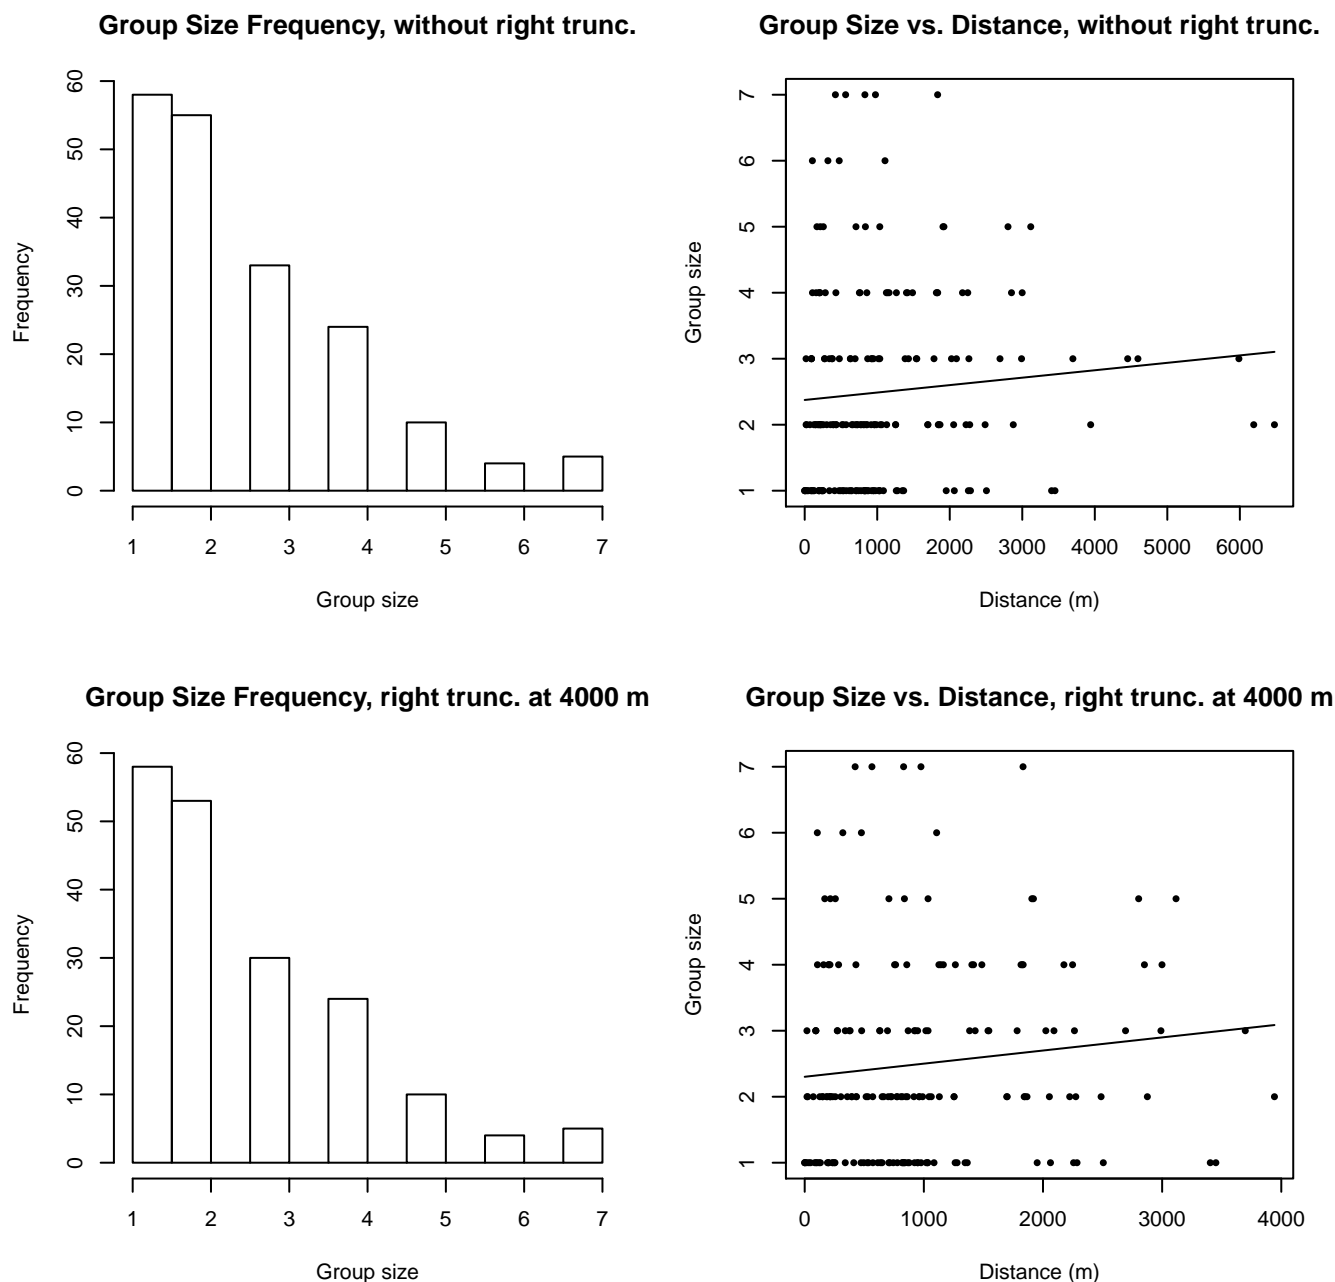 Group Size Frequency, without right trunc.
Frequency
0 10 20 30 40 50 60
1 2 3 4 5 6 7
Group size
Group Size vs. Distance, without right trunc.
Group size
1 2 3 4 5 6 7
0 1000 2000 3000 4000 5000 6000
Distance (m)
Group Size Frequency, right trunc. at 4000 m
Frequency
0 10 20 30 40 50 60
1 2 3 4 5 6 7
Group size
Group Size vs. Distance, right trunc. at 4000 m
Group size
1 2 3 4 5 6 7
0 1000 2000 3000 4000
Distance (m)